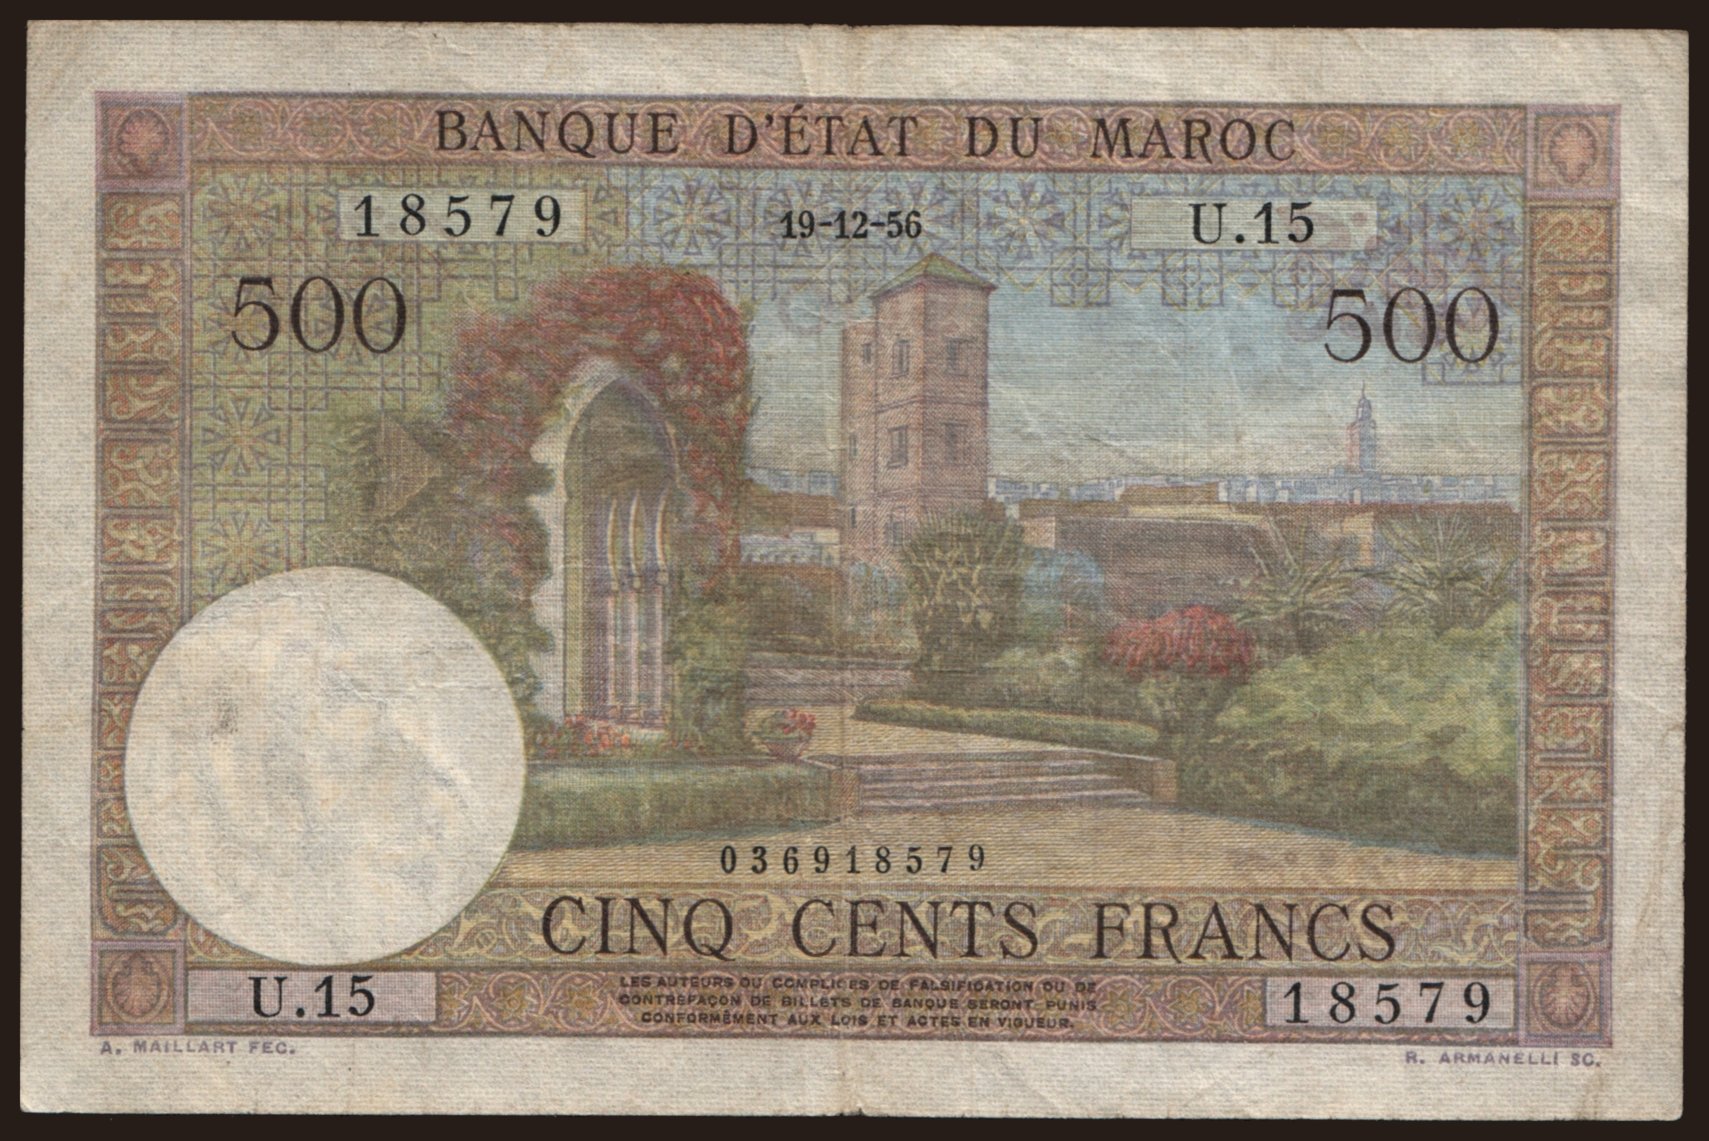 BANQUE D'ÉTAT DU MAROC
18579
19-12-56
U.15
500
500
036918579
CINQ CENTS FRANCS
U.15
LES AUTEURS OU COMPLICES DE FALSIFICATION OU DE
CONTREFAÇON DE BILLETS DE BANQUE SERONT PUNIS
CONFORMÉMENT AUX LOIS ET ACTES EN VIGUEUR.
18579
A. MAILLART FEC.
R. ARMANELLI SC.